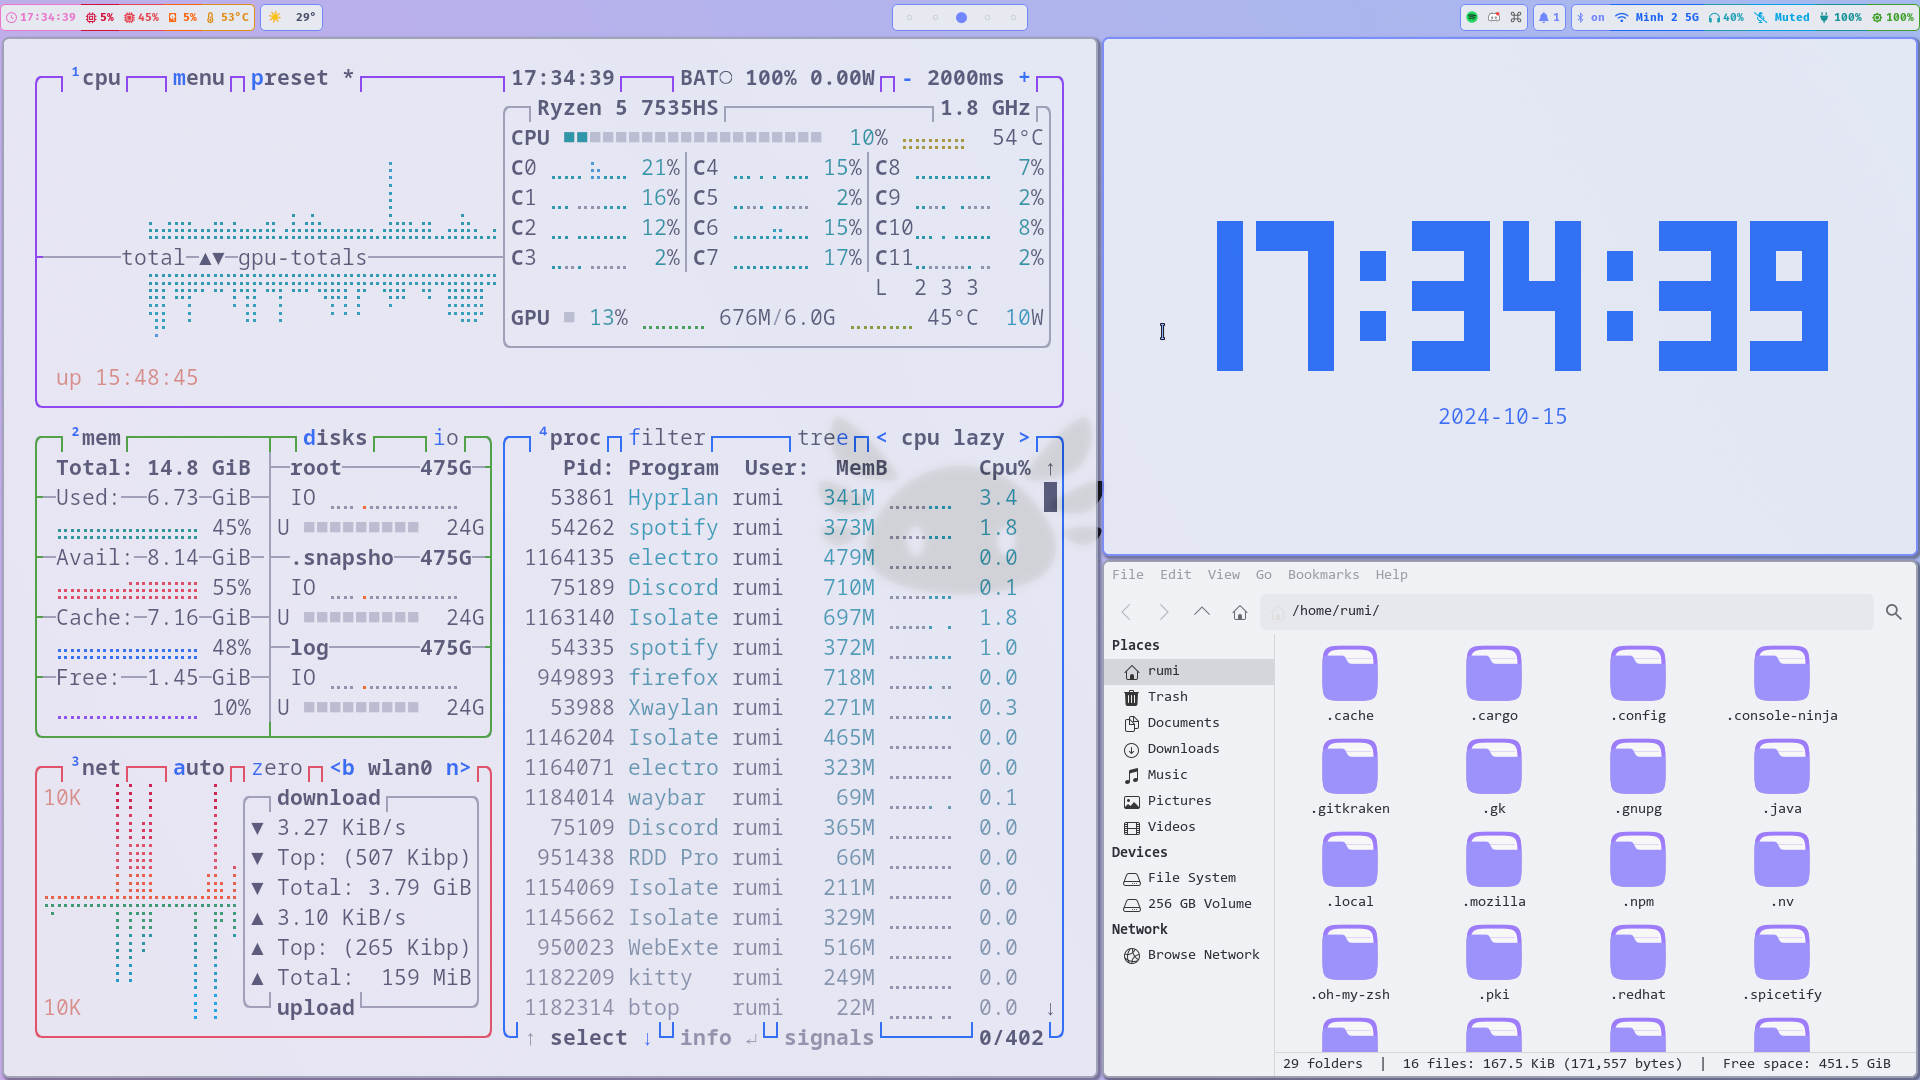 17:34:39 5% 45% 5% 53°C 29°
1 on Minh 2 5G 40% Muted 100% 100%
1cpu menu preset * 17:34:39 BAT 100% 0.00W - 2000ms +
Ryzen 5 7535HS 1.8 GHz
CPU 10% 54°C
C0 21% C4 15% C8 7%
C1 16% C5 2% C9 2%
C2 12% C6 15% C10 8%
total ▲▼ gpu-totals
C3 2% C7 17% C11 2%
L 2 3 3
GPU 13% 676M/6.0G 45°C 10W
up 15:48:45
2mem disks io
Total: 14.8 GiB root 475G
Used: 6.73 GiB IO
45% U 24G
Avail: 8.14 GiB .snapsho 475G
55% IO
Cache: 7.16 GiB U 24G
48% log 475G
Free: 1.45 GiB IO
10% U 24G
3net auto zero <b wlan0 n>
10K
download
▼ 3.27 KiB/s
▼ Top: (507 Kibp)
▼ Total: 3.79 GiB
▲ 3.10 KiB/s
▲ Top: (265 Kibp)
▲ Total: 159 MiB
10K
upload
4proc filter tree < cpu lazy >
Pid: Program User: MemB Cpu% ↑
53861 Hyprlan rumi 341M 3.4
54262 spotify rumi 373M 1.8
1164135 electro rumi 479M 0.0
75189 Discord rumi 710M 0.1
1163140 Isolate rumi 697M 1.8
54335 spotify rumi 372M 1.0
949893 firefox rumi 718M 0.0
53988 Xwaylan rumi 271M 0.3
1146204 Isolate rumi 465M 0.0
1164071 electro rumi 323M 0.0
1184014 waybar rumi 69M 0.1
75109 Discord rumi 365M 0.0
951438 RDD Pro rumi 66M 0.0
1154069 Isolate rumi 211M 0.0
1145662 Isolate rumi 329M 0.0
950023 WebExte rumi 516M 0.0
1182209 kitty rumi 249M 0.0
1182314 btop rumi 22M 0.0 ↓
↑ select ↓ info ↵ signals 0/402
17:34:39
2024-10-15
File Edit View Go Bookmarks Help
/home/rumi/
Places
rumi
Trash
Documents
Downloads
Music
Pictures
Videos
Devices
File System
256 GB Volume
Network
Browse Network
.cache .cargo .config .console-ninja
.gitkraken .gk .gnupg .java
.local .mozilla .npm .nv
.oh-my-zsh .pki .redhat .spicetify
29 folders | 16 files: 167.5 KiB (171,557 bytes) | Free space: 451.5 GiB